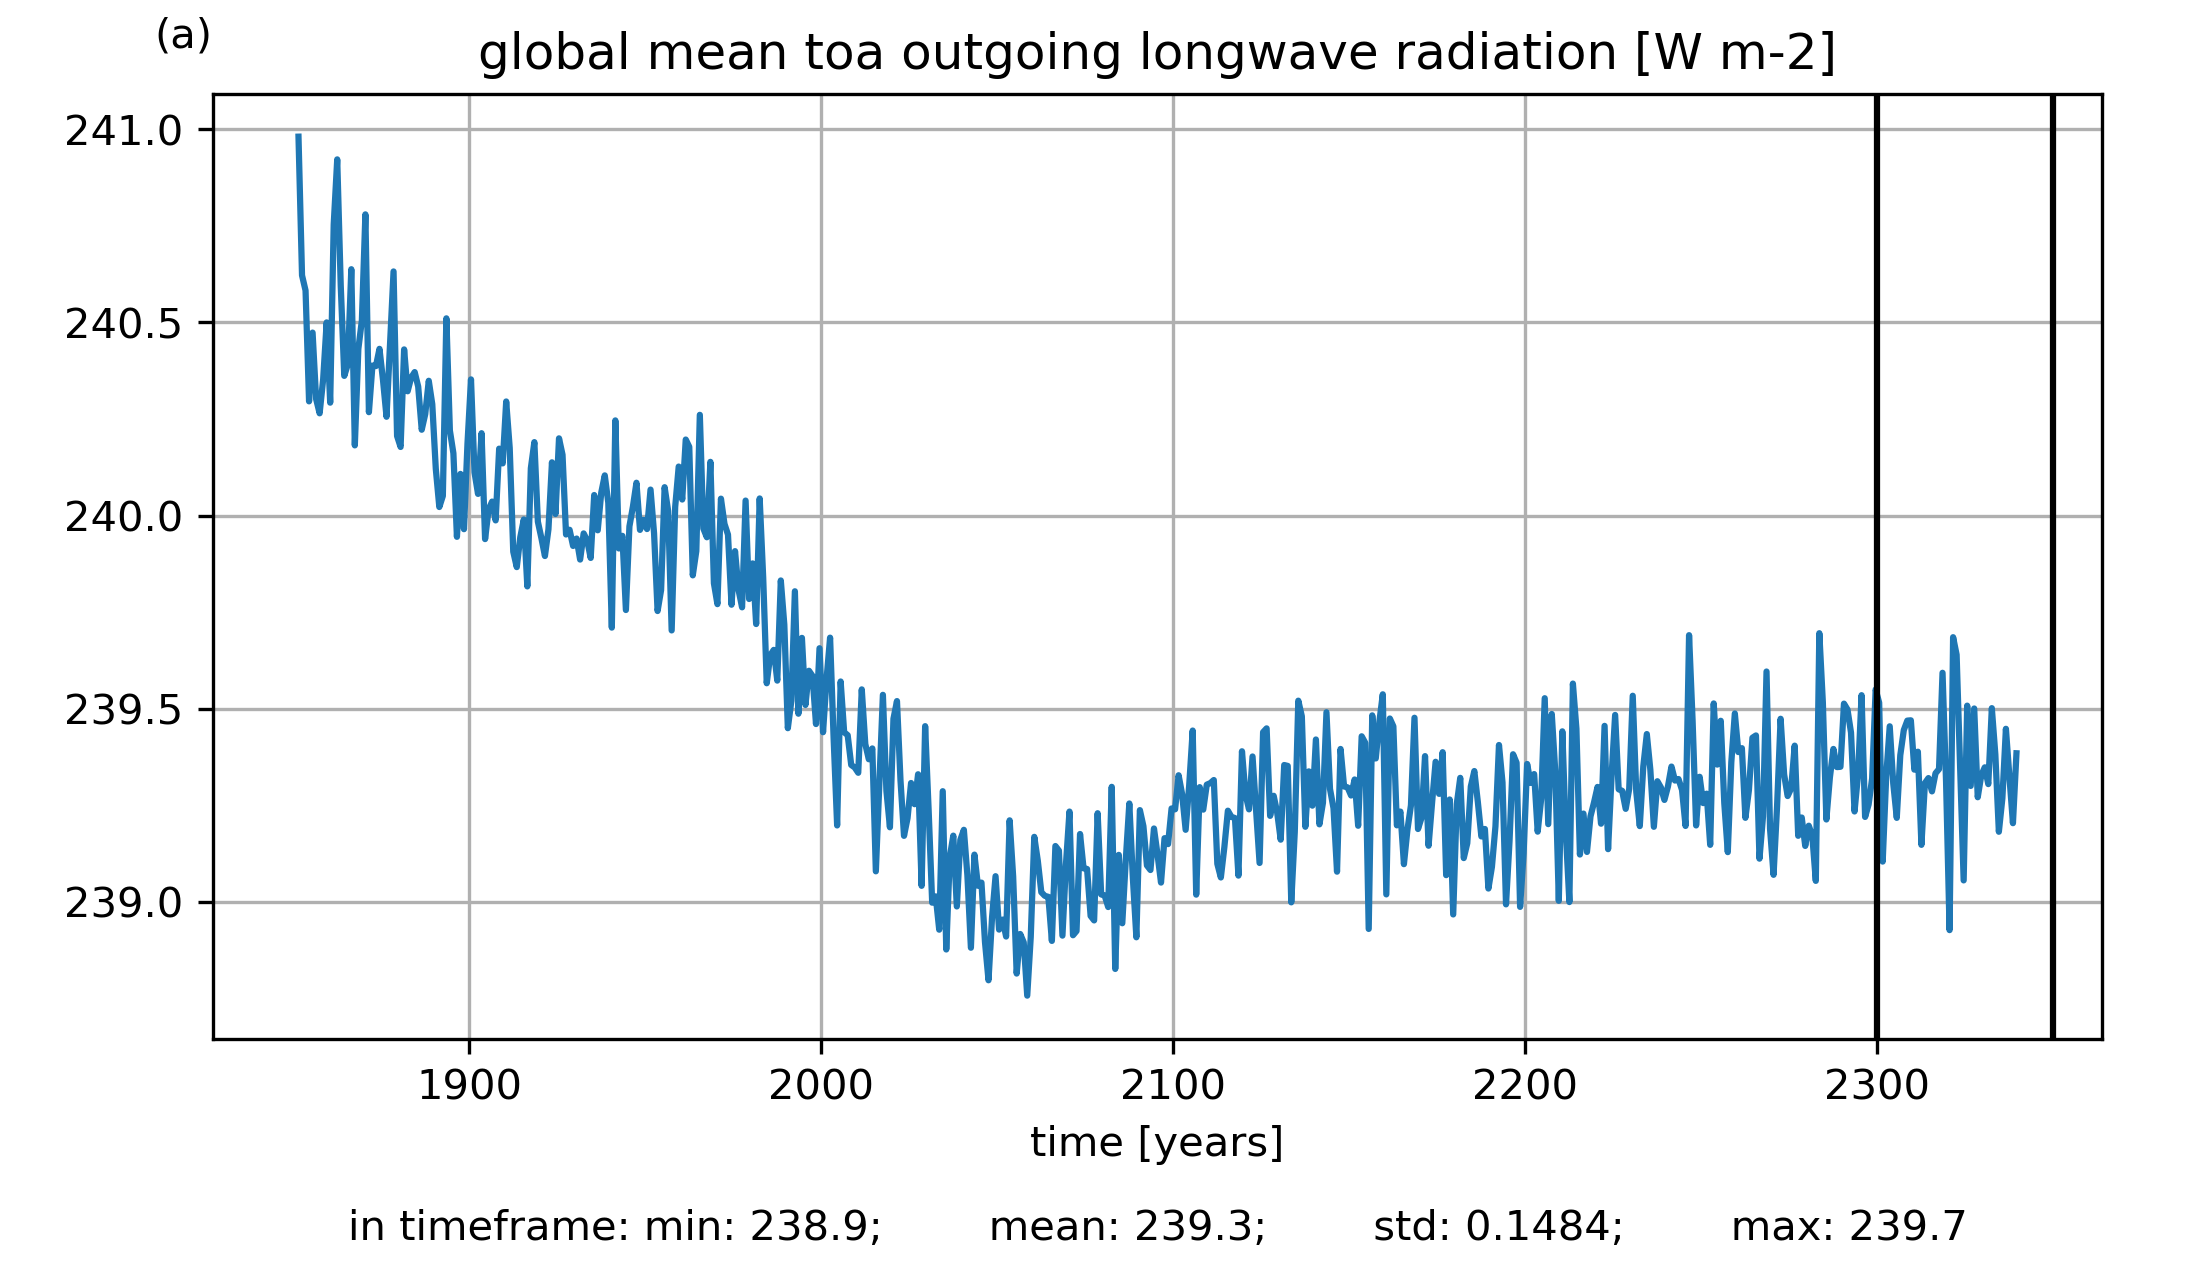 (a)
global mean toa outgoing longwave radiation [W m-2]
241.0
240.5
240.0
239.5
239.0
1900 2000 2100 2200 2300
time [years]
in timeframe: min: 238.9; mean: 239.3; std: 0.1484; max: 239.7